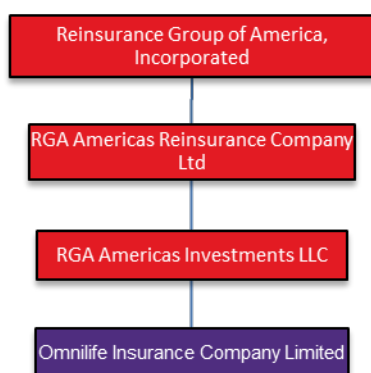 Reinsurance Group of America,
Incorporated
RGA Americas Reinsurance Company
Ltd
RGA Americas Investments LLC
Omnilife Insurance Company Limited